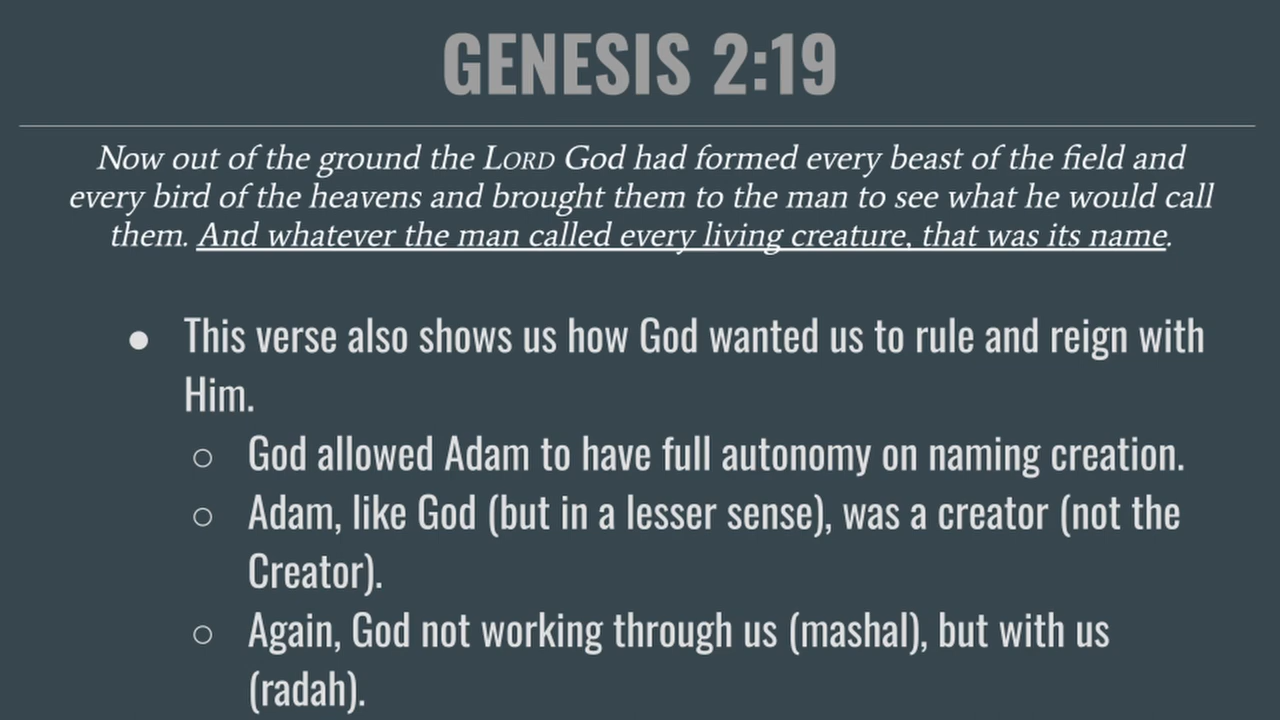 GENESIS 2:19
Now out of the ground the LORD God had formed every beast of the field and
every bird of the heavens and brought them to the man to see what he would call
them. And whatever the man called every living creature, that was its name.
● This verse also shows us how God wanted us to rule and reign with
Him.
○ God allowed Adam to have full autonomy on naming creation.
○ Adam, like God (but in a lesser sense), was a creator (not the
Creator).
○ Again, God not working through us (mashal), but with us
(radah).